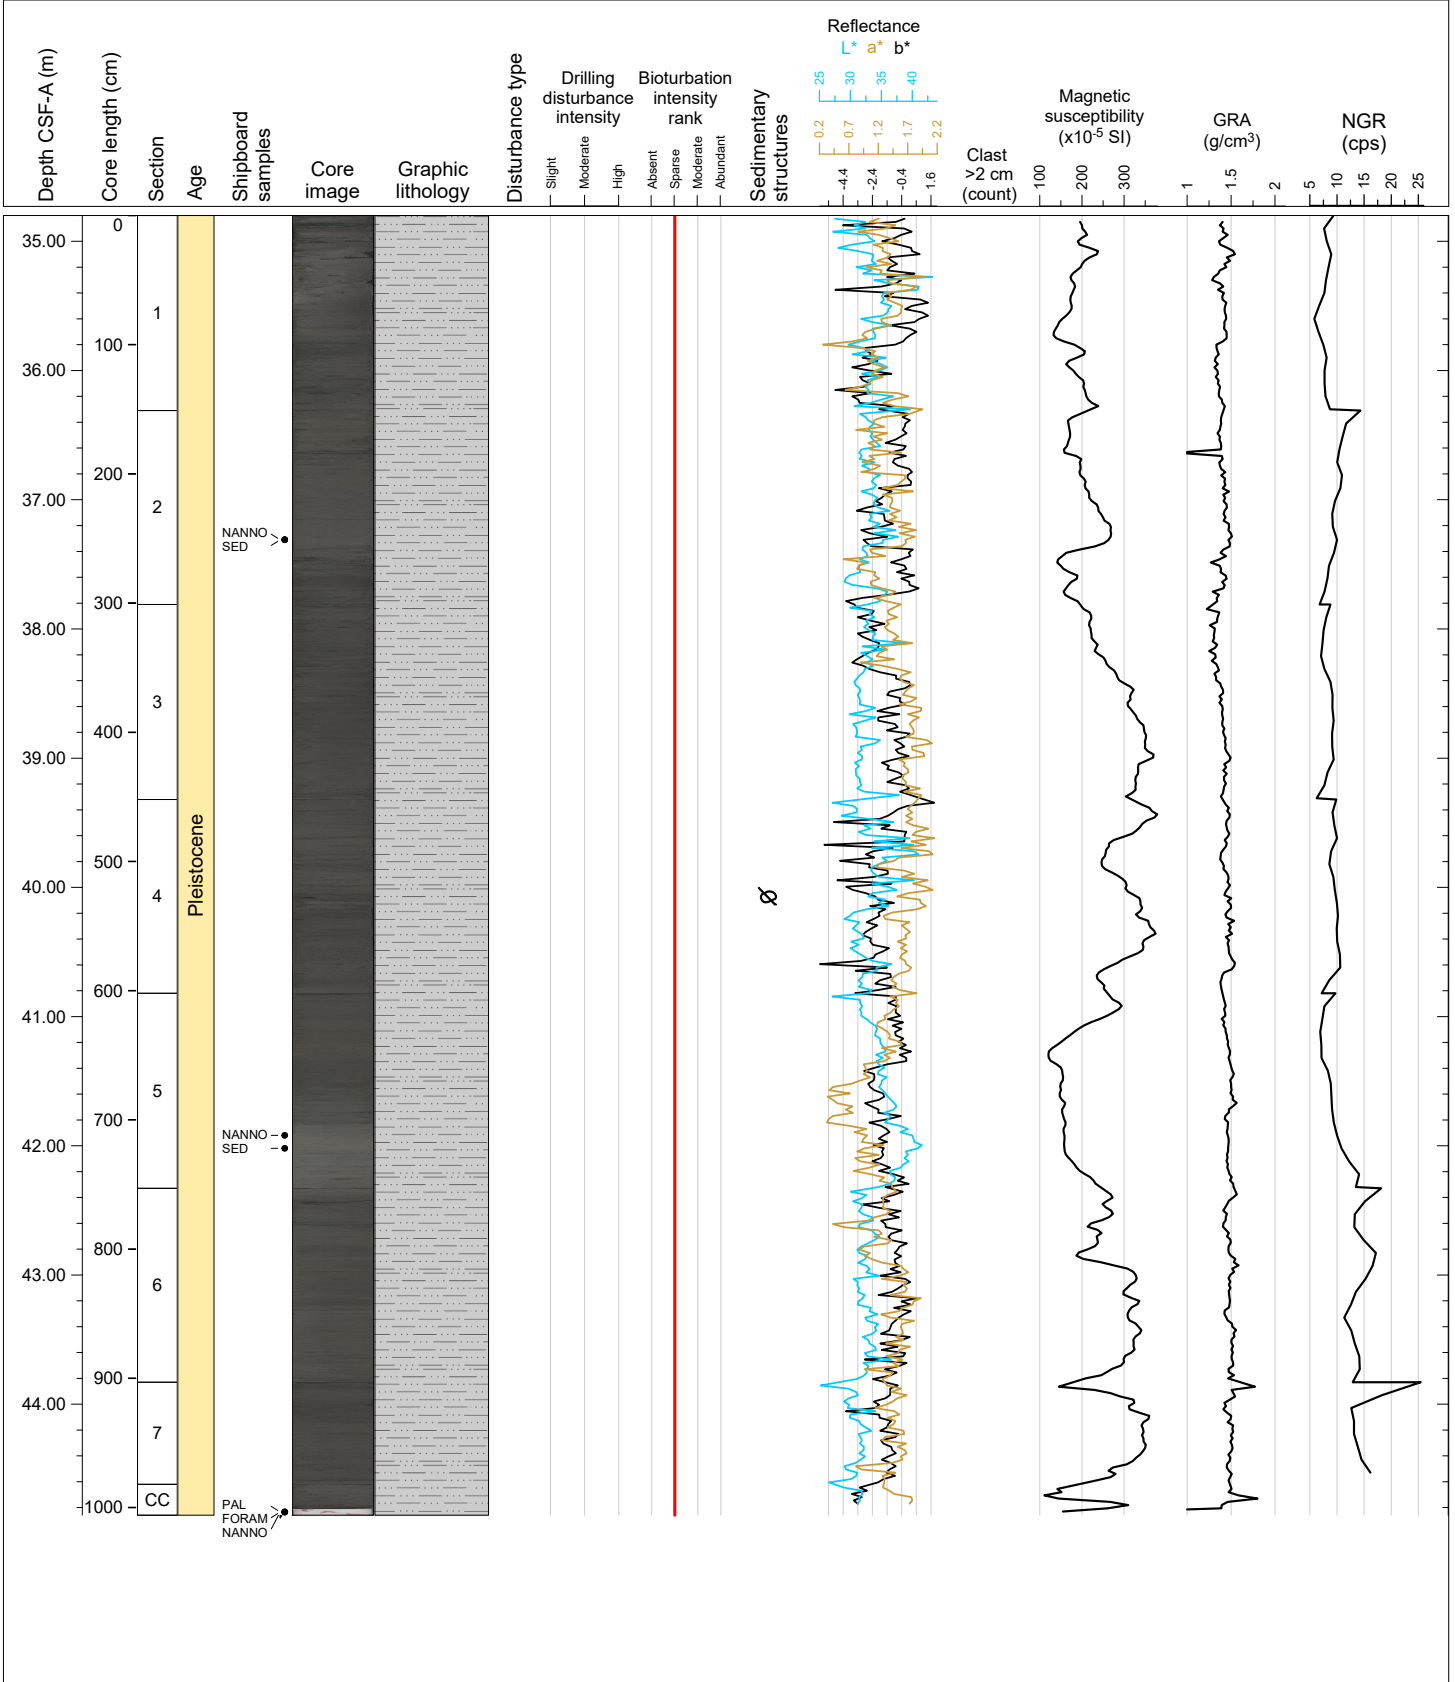 Depth CSF-A (m)
Core length (cm)
Section
Age
Shipboard
samples
Core
image
Graphic
lithology
Disturbance type
Drilling
disturbance
intensity
Slight
Moderate
High
Bioturbation
intensity
rank
Absent
Sparse
Moderate
Abundant
Sedimentary
structures
Reflectance
L* a* b*
25 30 35 40
0.2 0.7 1.2 1.7 2.2
-4.4 -2.4 -0.4 1.6
Clast
>2 cm
(count)
Magnetic
susceptibility
(x10-5 SI)
100 200 300
GRA
(g/cm3)
1 1.5 2
NGR
(cps)
5 10 15 20 25
0
35.00
1
100
36.00
200
37.00
2
NANNO
SED
300
38.00
3
400
39.00
Pleistocene
500
40.00
4
600
41.00
5
700
NANNO
42.00
SED
800
43.00
6
900
44.00
7
CC
1000
PAL
FORAM
NANNO